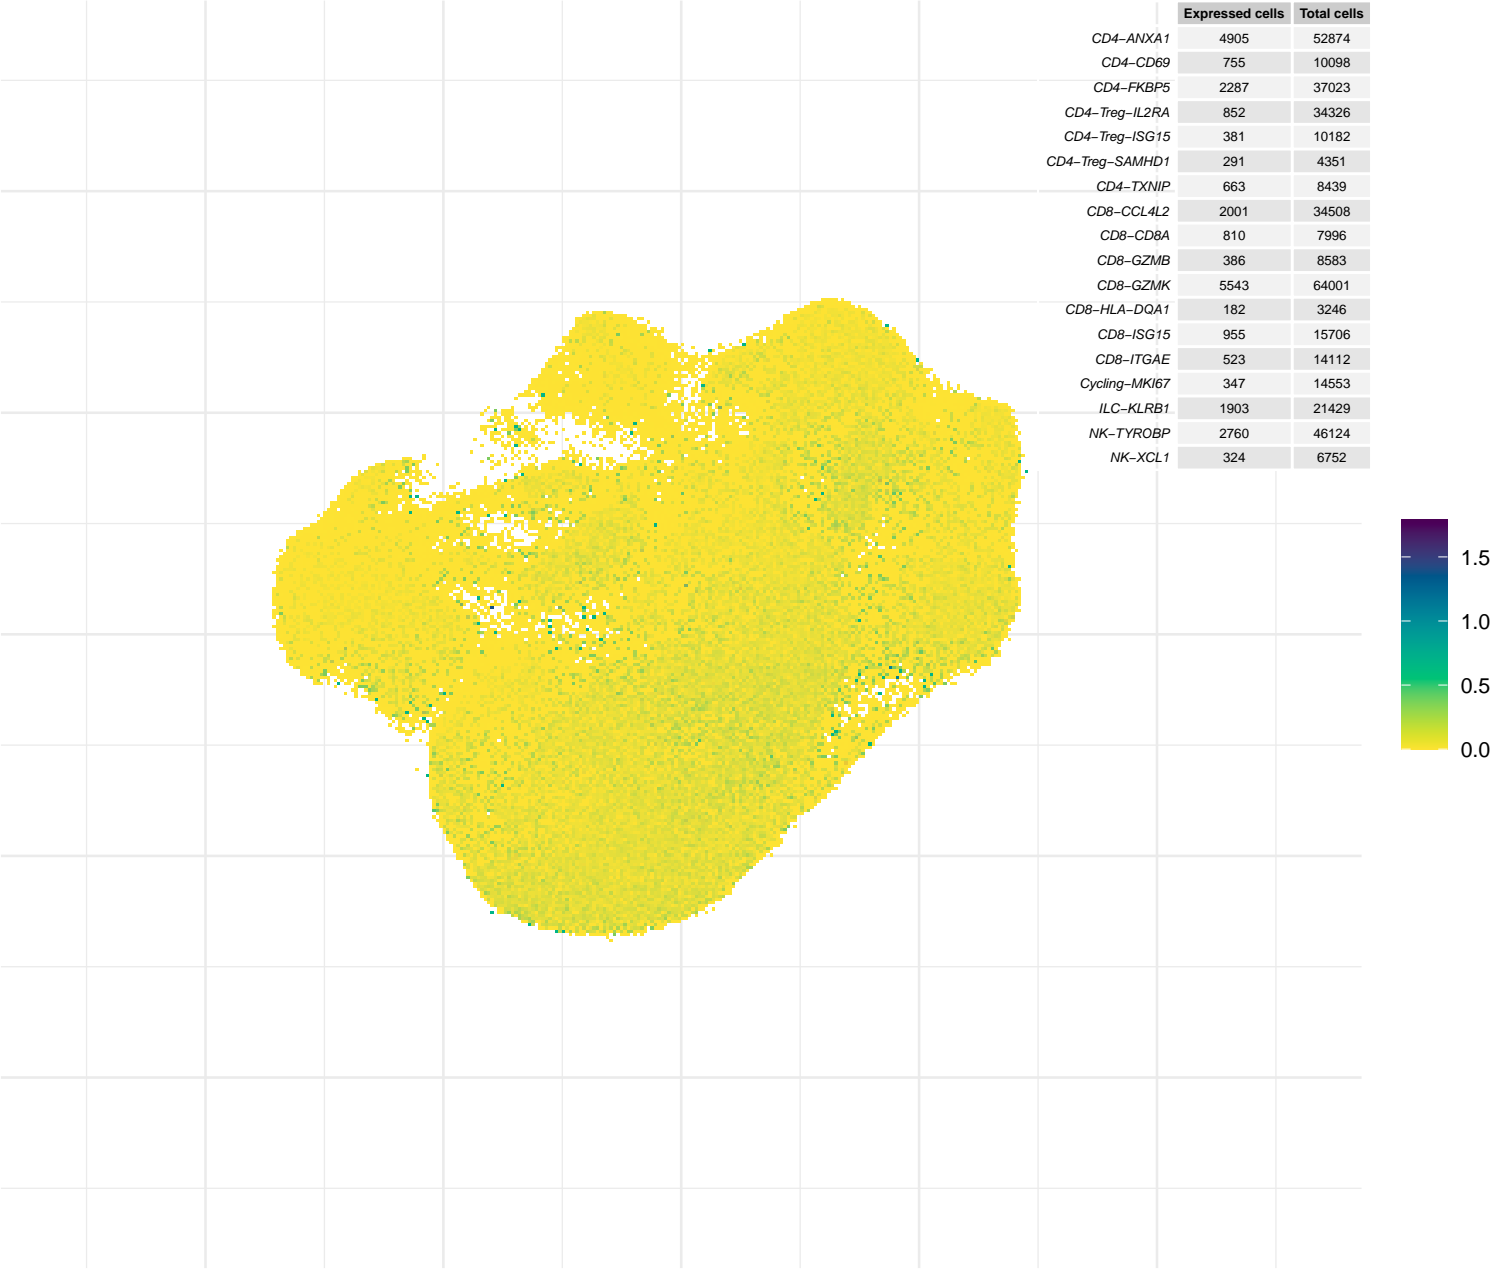 Expressed cells Total cells
CD4−ANXA1 4905 52874
CD4−CD69 755 10098
CD4−FKBP5 2287 37023
CD4−Treg−IL2RA 852 34326
CD4−Treg−ISG15 381 10182
CD4−Treg−SAMHD1 291 4351
CD4−TXNIP 663 8439
CD8−CCL4L2 2001 34508
CD8−CD8A 810 7996
CD8−GZMB 386 8583
CD8−GZMK 5543 64001
CD8−HLA−DQA1 182 3246
CD8−ISG15 955 15706
CD8−ITGAE 523 14112
Cycling−MKI67 347 14553
ILC−KLRB1 1903 21429
NK−TYROBP 2760 46124
NK−XCL1 324 6752
1.5
1.0
0.5
0.0